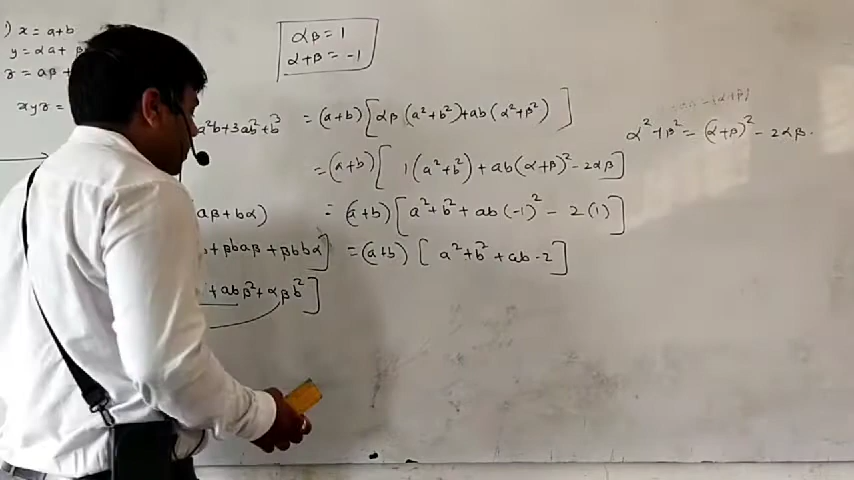 1) x = a+b
y = αa +
z = aβ +
xyz =
αβ = 1
α+β = -1
a²b+3ab²+b³ = (a+b) [ αβ (a²+b²)+ab(α²+β²) ]
= (a+b) [ 1(a²+b²) + ab(α+β)² - 2αβ ]
aβ + bα) = (a+b) [ a²+b² + ab(-1)² - 2(1) ]
+ βbaβ + βbbα ] = (a+b) [ a²+b² + ab - 2 ]
+ abβ² + αβb² ]
α²+β² = (α+β)² - 2αβ.